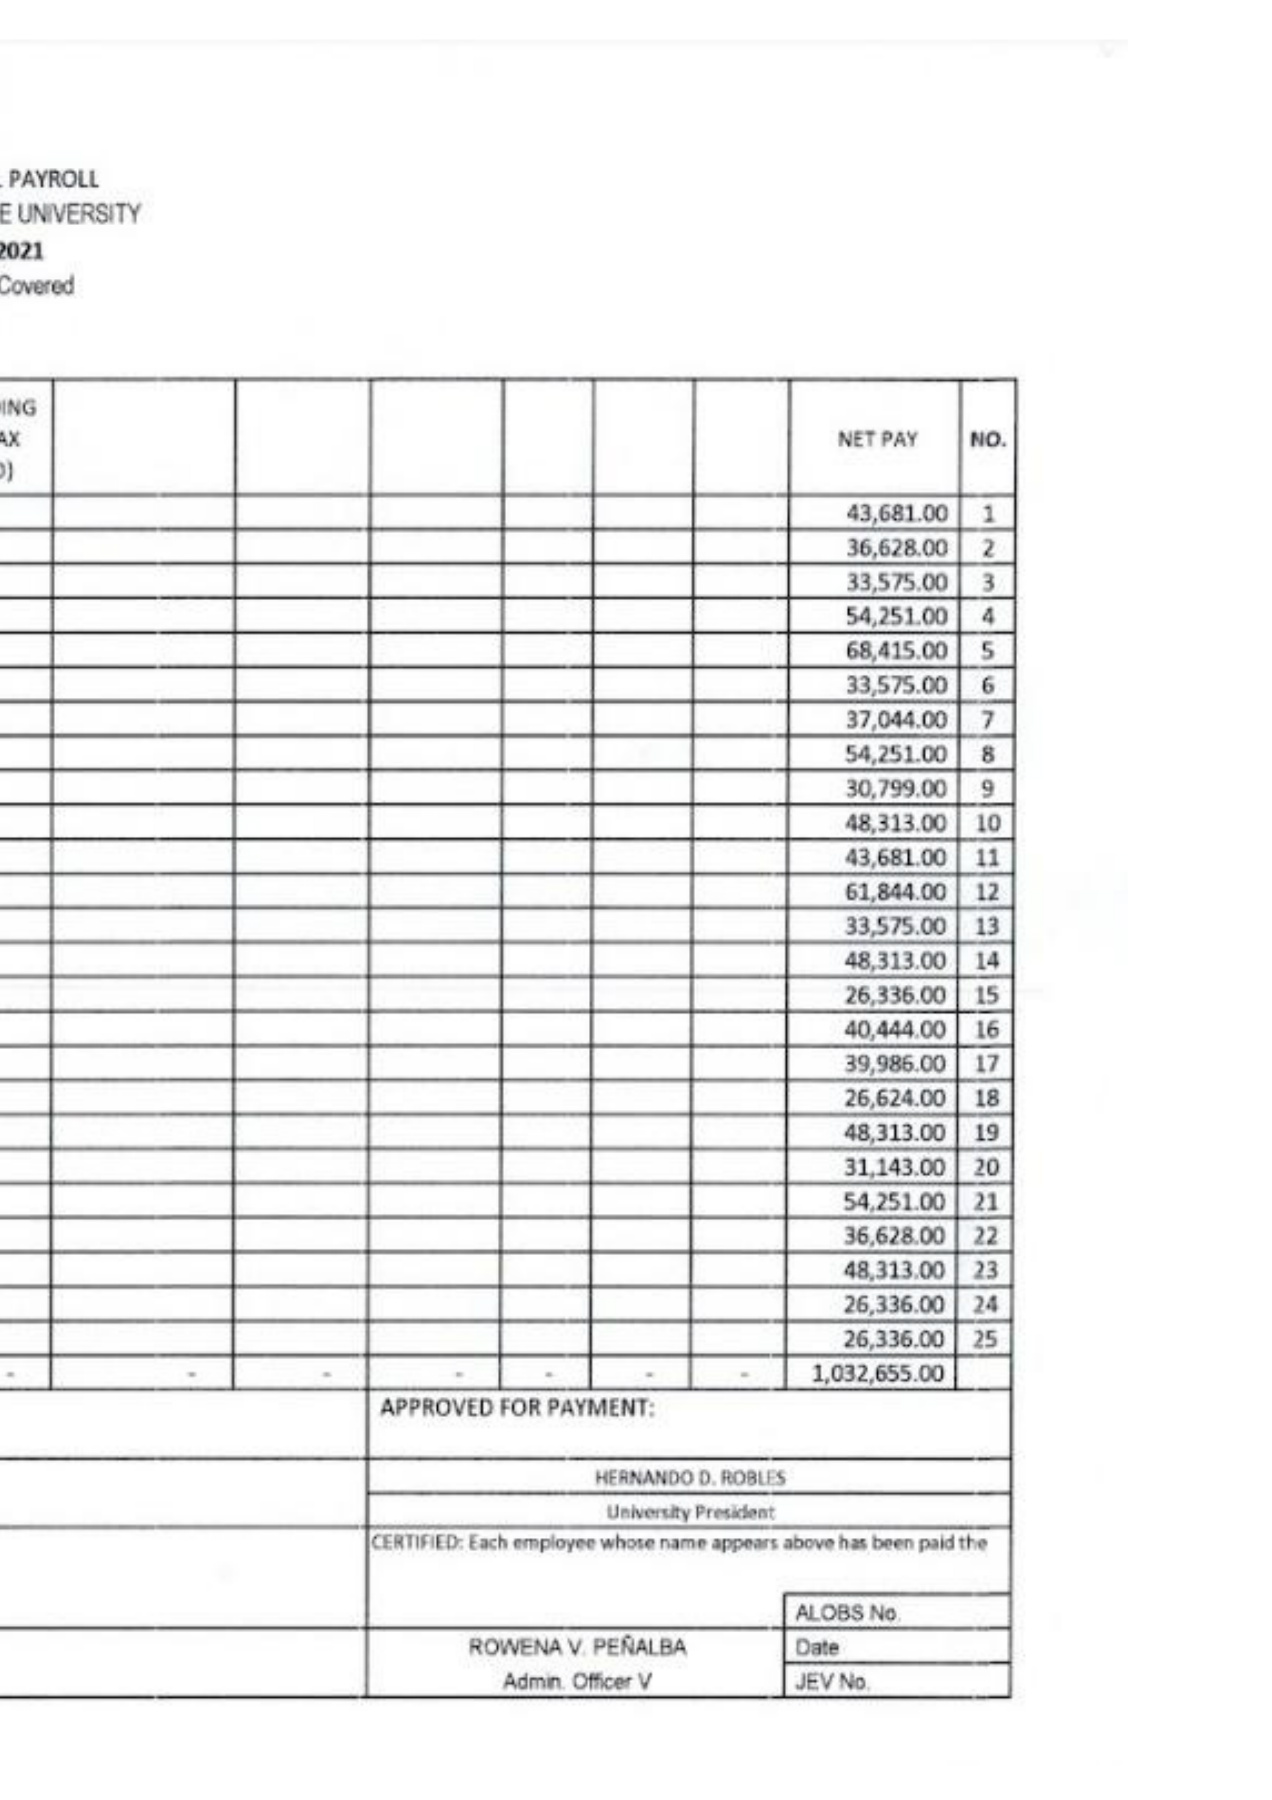 PAYROLL
E UNIVERSITY
2021
Covered
ING
AX
)
NET PAY NO.
43,681.00 1
36,628.00 2
33,575.00 3
54,251.00 4
68,415.00 5
33,575.00 6
37,044.00 7
54,251.00 8
30,799.00 9
48,313.00 10
43,681.00 11
61,844.00 12
33,575.00 13
48,313.00 14
26,336.00 15
40,444.00 16
39,986.00 17
26,624.00 18
48,313.00 19
31,143.00 20
54,251.00 21
36,628.00 22
48,313.00 23
26,336.00 24
26,336.00 25
- - - - - - - 1,032,655.00
APPROVED FOR PAYMENT:
HERNANDO D. ROBLES
University President
CERTIFIED: Each employee whose name appears above has been paid the
ALOBS No.
ROWENA V. PEÑALBA Date
Admin. Officer V JEV No.